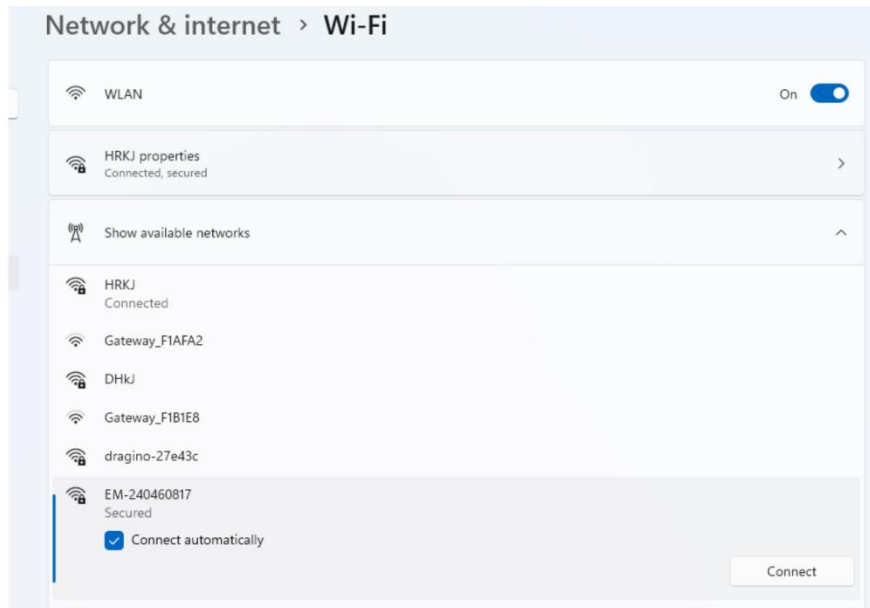 Network & internet > Wi-Fi
WLAN
On
HRKJ properties
Connected, secured
Show available networks
HRKJ
Connected
Gateway_F1AFA2
DHkJ
Gateway_F1B1E8
dragino-27e43c
EM-240460817
Secured
Connect automatically
Connect